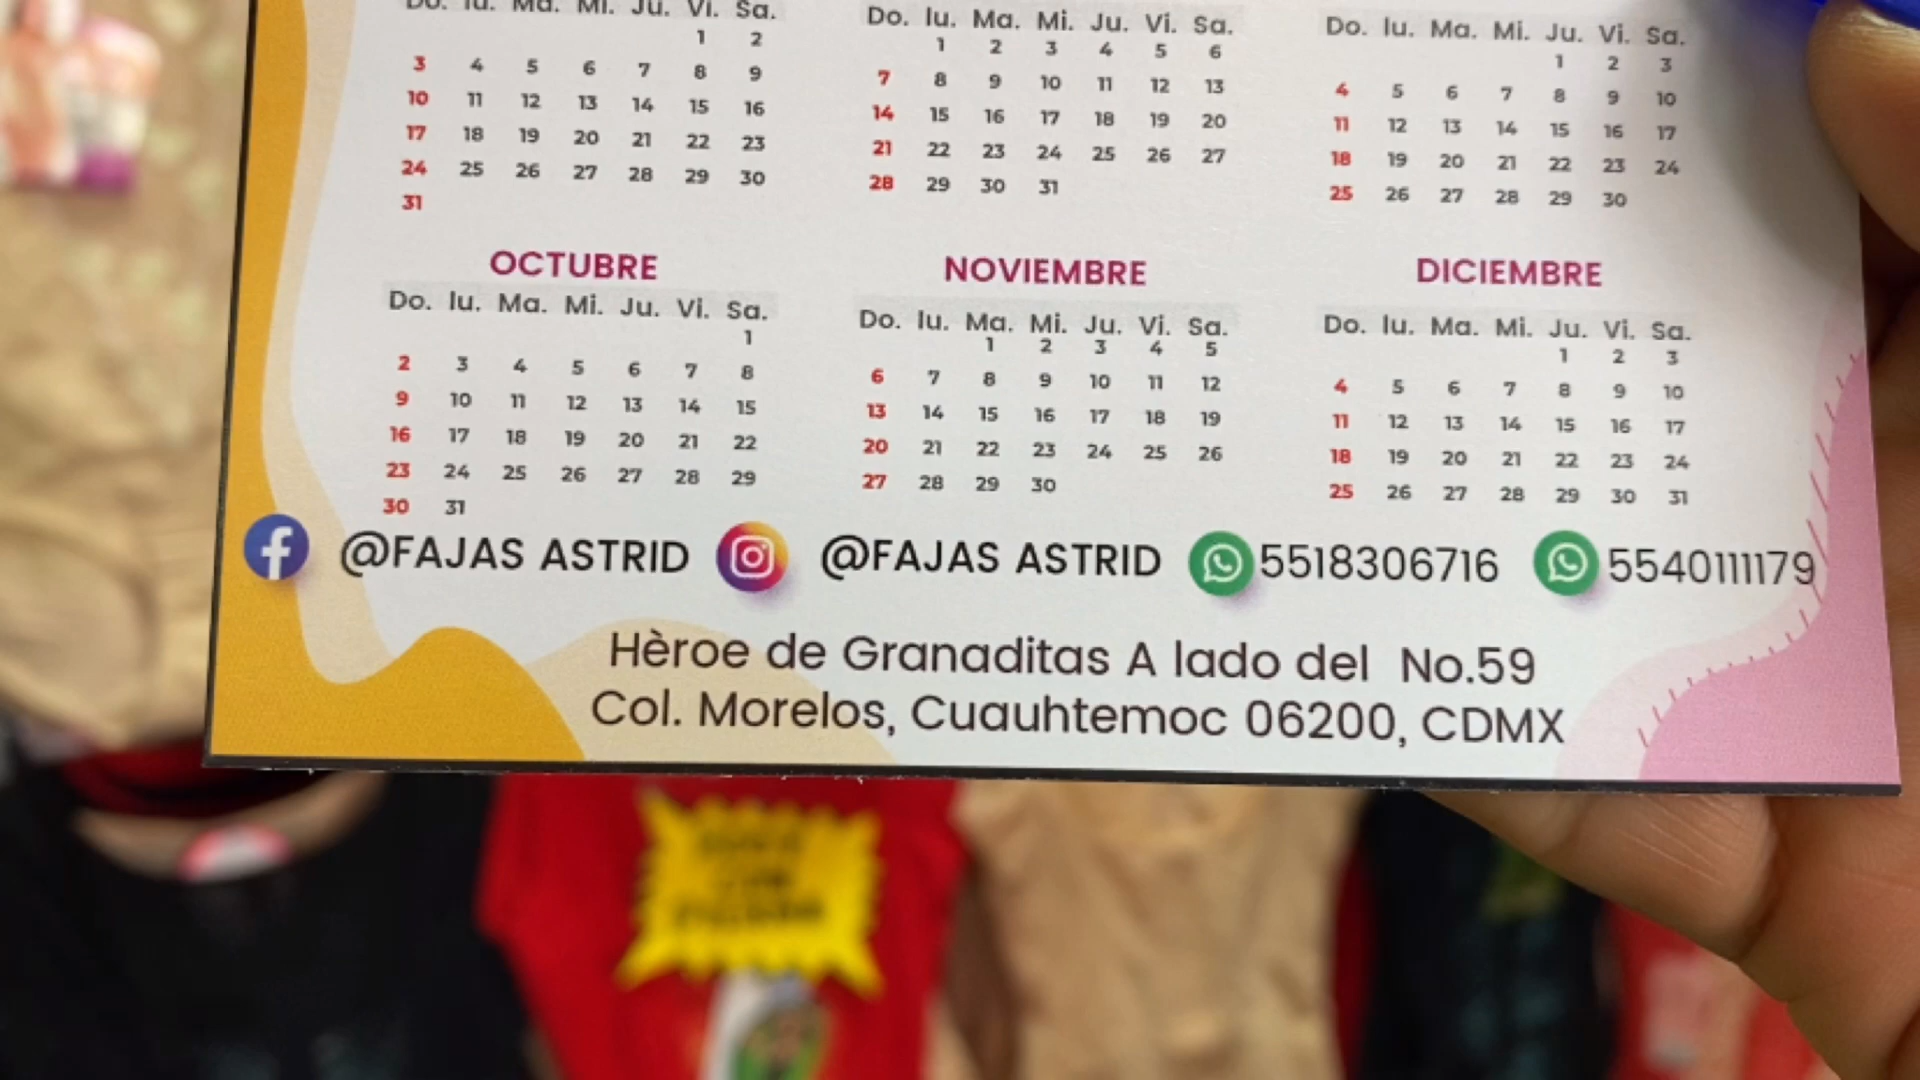 Do. lu. Ma. Mi. Ju. Vi. Sa.
1 2
3 4 5 6 7 8 9
10 11 12 13 14 15 16
17 18 19 20 21 22 23
24 25 26 27 28 29 30
31
Do. lu. Ma. Mi. Ju. Vi. Sa.
1 2 3 4 5 6
7 8 9 10 11 12 13
14 15 16 17 18 19 20
21 22 23 24 25 26 27
28 29 30 31
Do. lu. Ma. Mi. Ju. Vi. Sa.
1 2 3
4 5 6 7 8 9 10
11 12 13 14 15 16 17
18 19 20 21 22 23 24
25 26 27 28 29 30
OCTUBRE
Do. lu. Ma. Mi. Ju. Vi. Sa.
1
2 3 4 5 6 7 8
9 10 11 12 13 14 15
16 17 18 19 20 21 22
23 24 25 26 27 28 29
30 31
NOVIEMBRE
Do. lu. Ma. Mi. Ju. Vi. Sa.
1 2 3 4 5
6 7 8 9 10 11 12
13 14 15 16 17 18 19
20 21 22 23 24 25 26
27 28 29 30
DICIEMBRE
Do. lu. Ma. Mi. Ju. Vi. Sa.
1 2 3
4 5 6 7 8 9 10
11 12 13 14 15 16 17
18 19 20 21 22 23 24
25 26 27 28 29 30 31
@FAJAS ASTRID @FAJAS ASTRID 5518306716 5540111179
Hèroe de Granaditas A lado del No.59
Col. Morelos, Cuauhtemoc 06200, CDMX